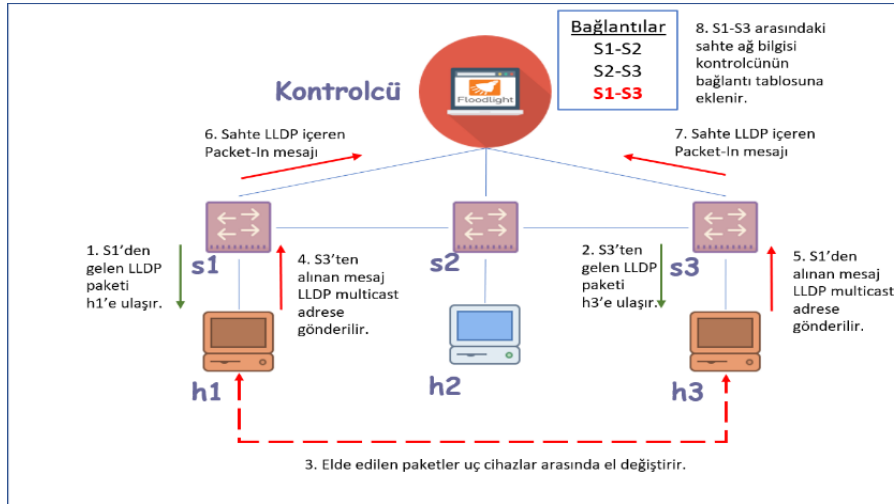 Bağlantılar
S1-S2
S2-S3
S1-S3
8. S1-S3 arasındaki
sahte ağ bilgisi
kontrolcünün
bağlantı tablosuna
eklenir.
Kontrolcü
Floodlight
6. Sahte LLDP içeren
Packet-In mesajı
7. Sahte LLDP içeren
Packet-In mesajı
1. S1’den
gelen LLDP
paketi
h1’e ulaşır.
s1
4. S3’ten
alınan mesaj
LLDP multicast
adrese
gönderilir.
s2
2. S3’ten
gelen LLDP
paketi
h3’e ulaşır.
s3
5. S1’den
alınan mesaj
LLDP multicast
adrese
gönderilir.
h1
h2
h3
3. Elde edilen paketler uç cihazlar arasında el değiştirir.